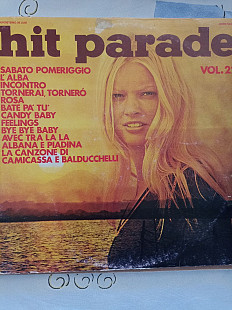 hit parade
VOL.2
SABATO POMERIGGIO
L'ALBA
INCONTRO
TORNERAI, TORNERÒ
ROSA
BATE PA' TU'
CANDY BABY
FEELINGS
BYE BYE BABY
AVEC TRA LA LA
ALBANA E PIADINA
LA CANZONE DI
CAMICASSA E BALDUCCHELLI